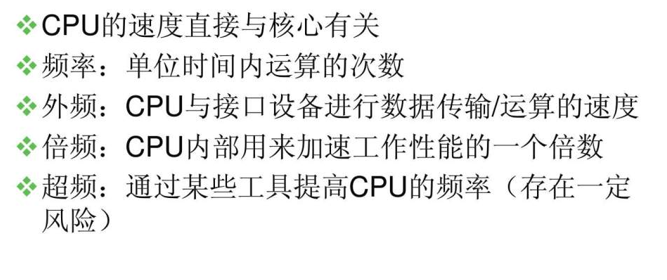 ❖CPU的速度直接与核心有关
❖频率：单位时间内运算的次数
❖外频：CPU与接口设备进行数据传输/运算的速度
❖倍频：CPU内部用来加速工作性能的一个倍数
❖超频：通过某些工具提高CPU的频率（存在一定
风险）